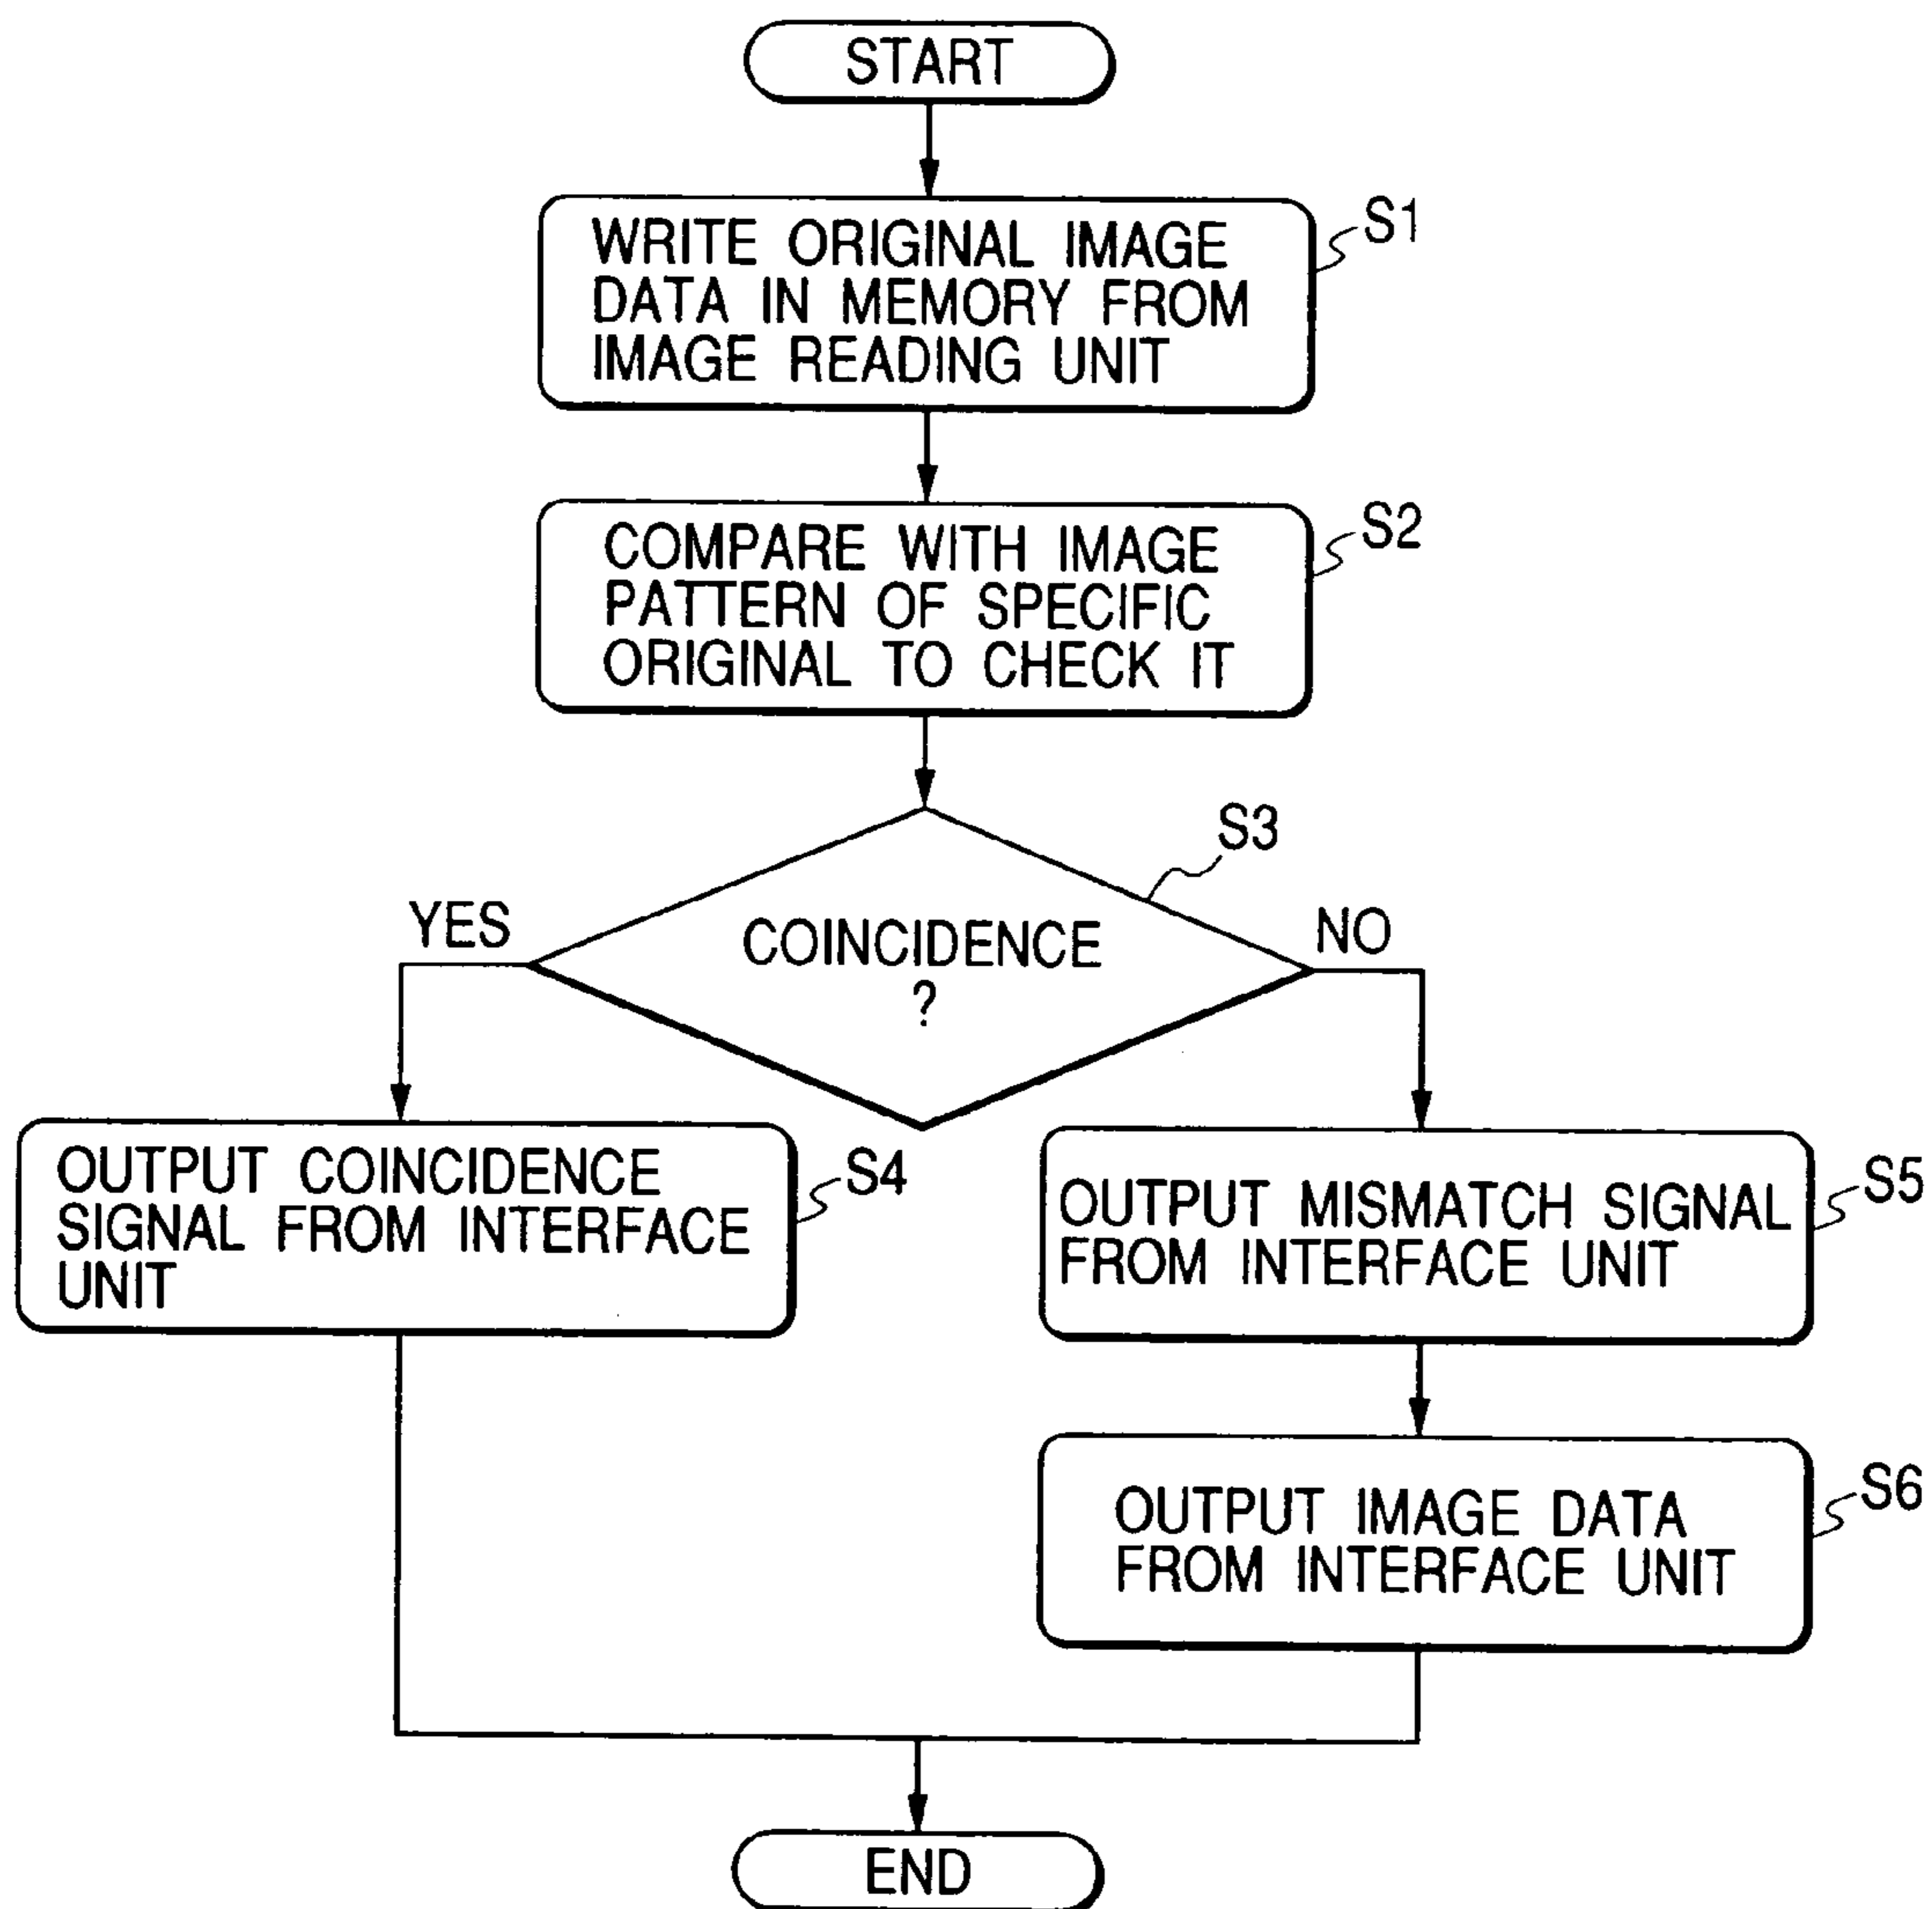 START
WRITE ORIGINAL IMAGE
DATA IN MEMORY FROM
IMAGE READING UNIT
S1
COMPARE WITH IMAGE
PATTERN OF SPECIFIC
ORIGINAL TO CHECK IT
S2
S3
YES
COINCIDENCE
?
NO
OUTPUT COINCIDENCE
SIGNAL FROM INTERFACE
UNIT
S4
OUTPUT MISMATCH SIGNAL
FROM INTERFACE UNIT
S5
OUTPUT IMAGE DATA
FROM INTERFACE UNIT
S6
END